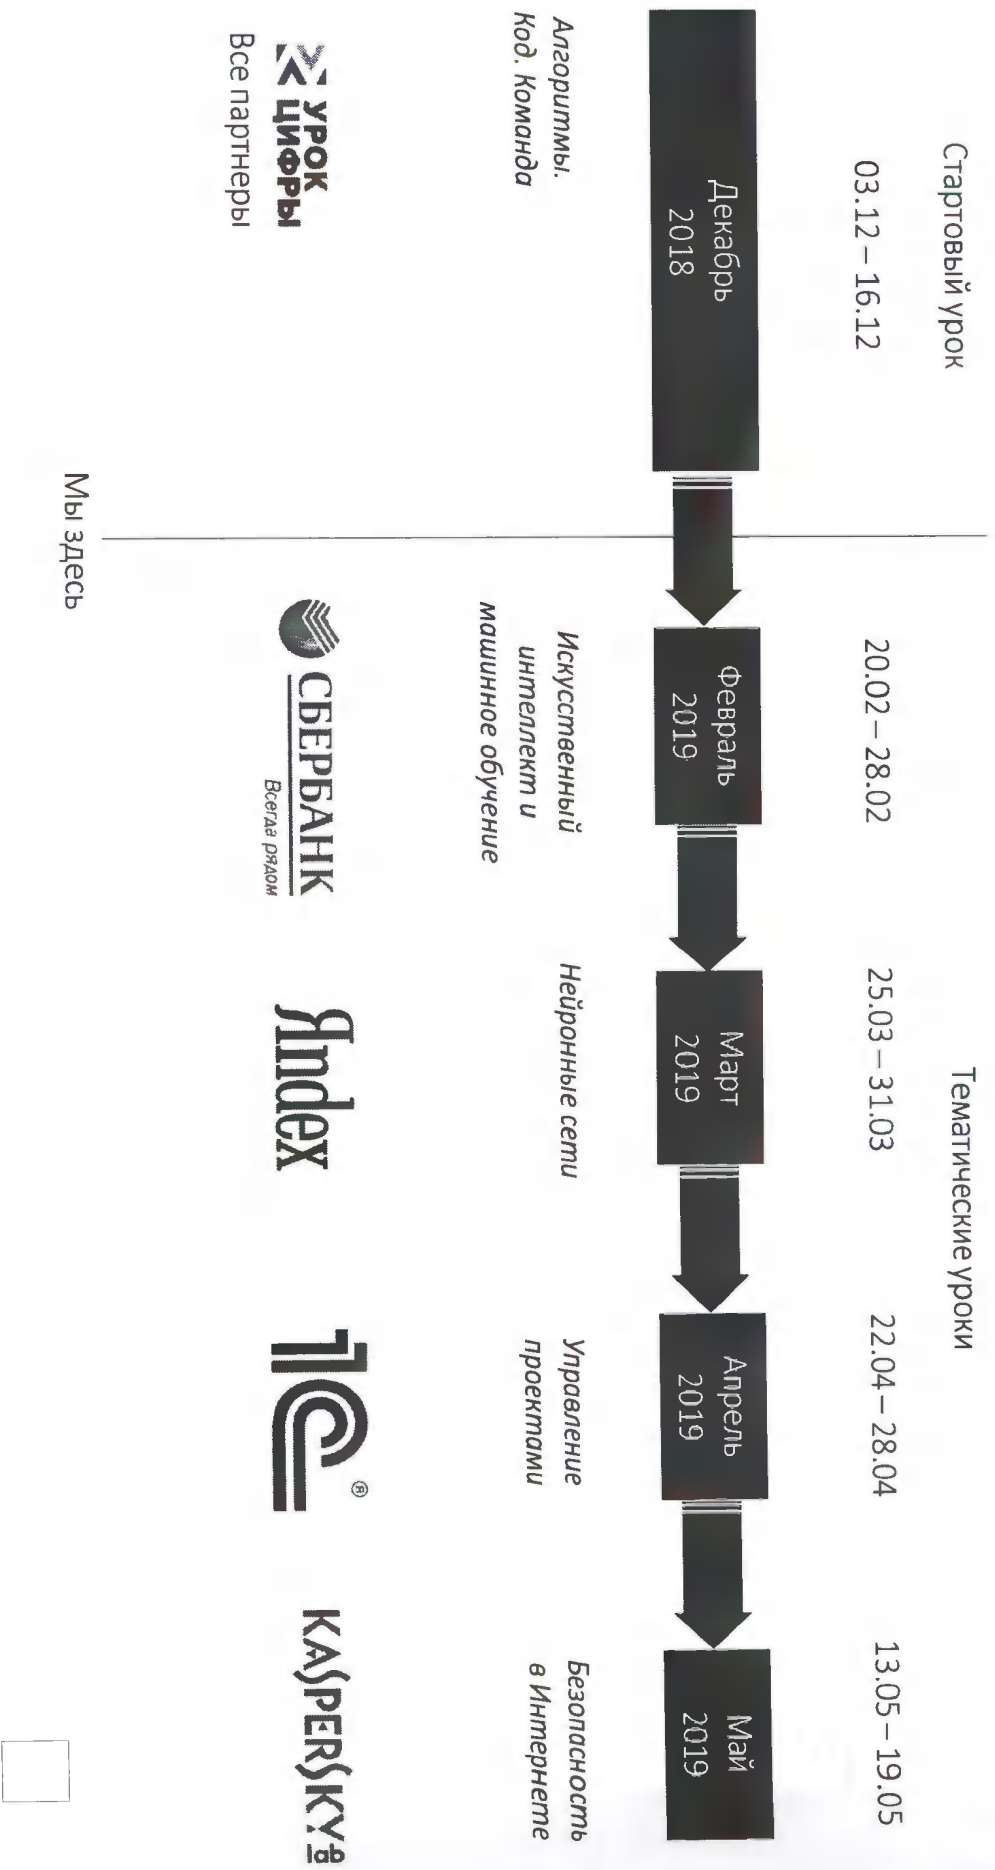 Стартовый урок
Тематические уроки
03.12 – 16.12
20.02 – 28.02
25.03 – 31.03
22.04 – 28.04
13.05 – 19.05
Декабрь
2018
Февраль
2019
Март
2019
Апрель
2019
Май
2019
Алгоритмы.
Код. Команда
Искусственный
интеллект и
машинное обучение
Нейронные сети
Управление
проектами
Безопасность
в Интернете
УРОК
ЦИФРЫ
Все партнеры
СБЕРБАНК
Всегда рядом
Яndex
1С®
KASPERSKY lab
Мы здесь